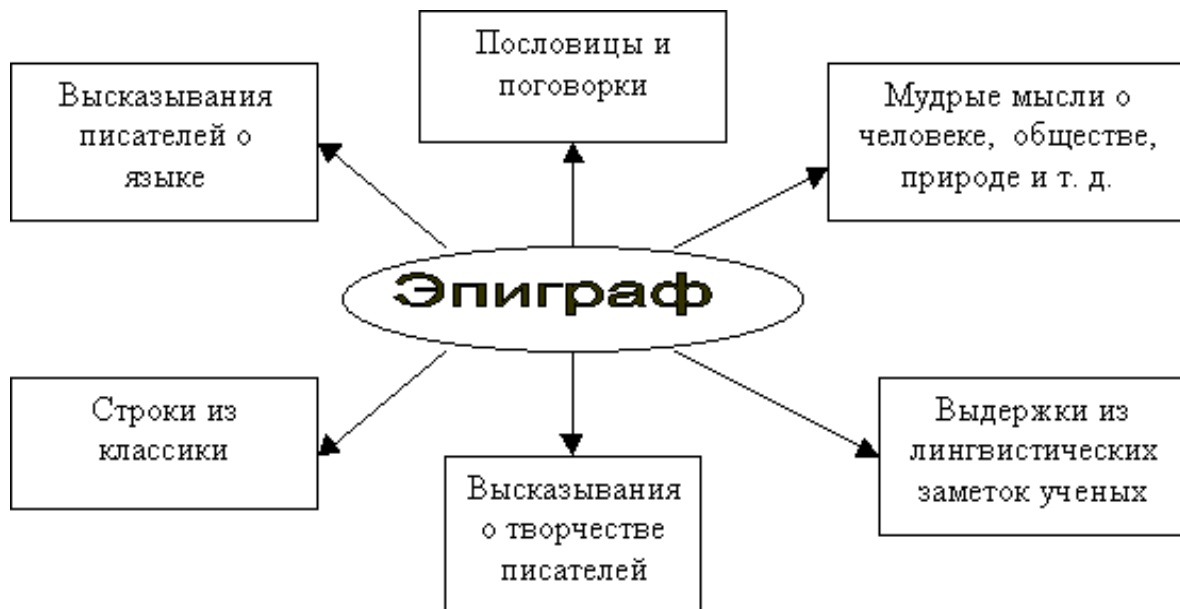 Пословицы и
поговорки
Высказывания
писателей о
языке
Мудрые мысли о
человеке, обществе,
природе и т. д.
Эпиграф
Строки из
классики
Высказывания
о творчестве
писателей
Выдержки из
лингвистических
заметок ученых